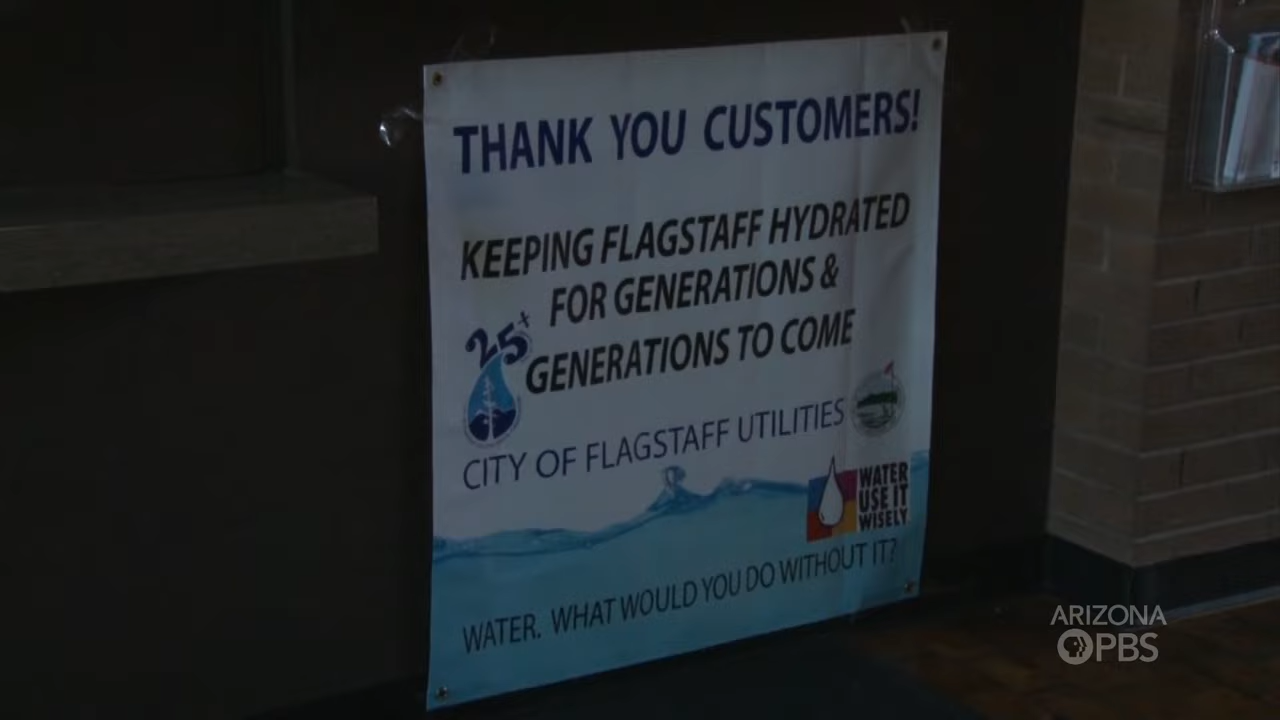 THANK YOU CUSTOMERS!
KEEPING FLAGSTAFF HYDRATED
FOR GENERATIONS &
GENERATIONS TO COME
25x
CITY OF FLAGSTAFF UTILITIES
WATER
USE IT
WISELY
WATER. WHAT WOULD YOU DO WITHOUT IT?
ARIZONA
PBS